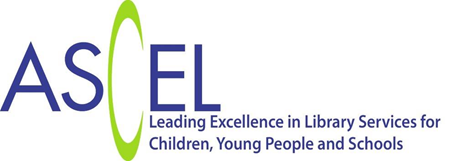 ASCEL
Leading Excellence in Library Services for
Children, Young People and Schools